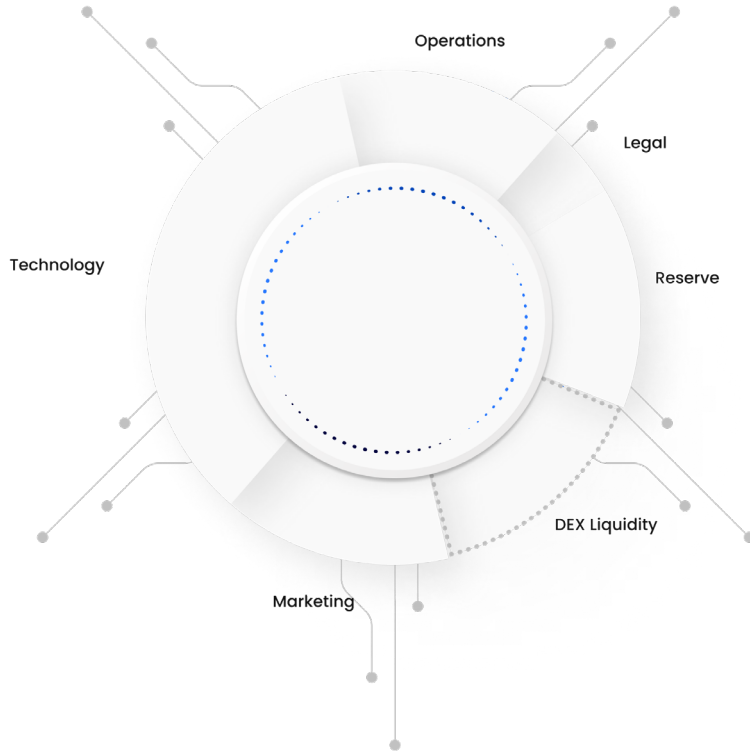 Operations
Legal
Technology
Reserve
DEX Liquidity
Marketing